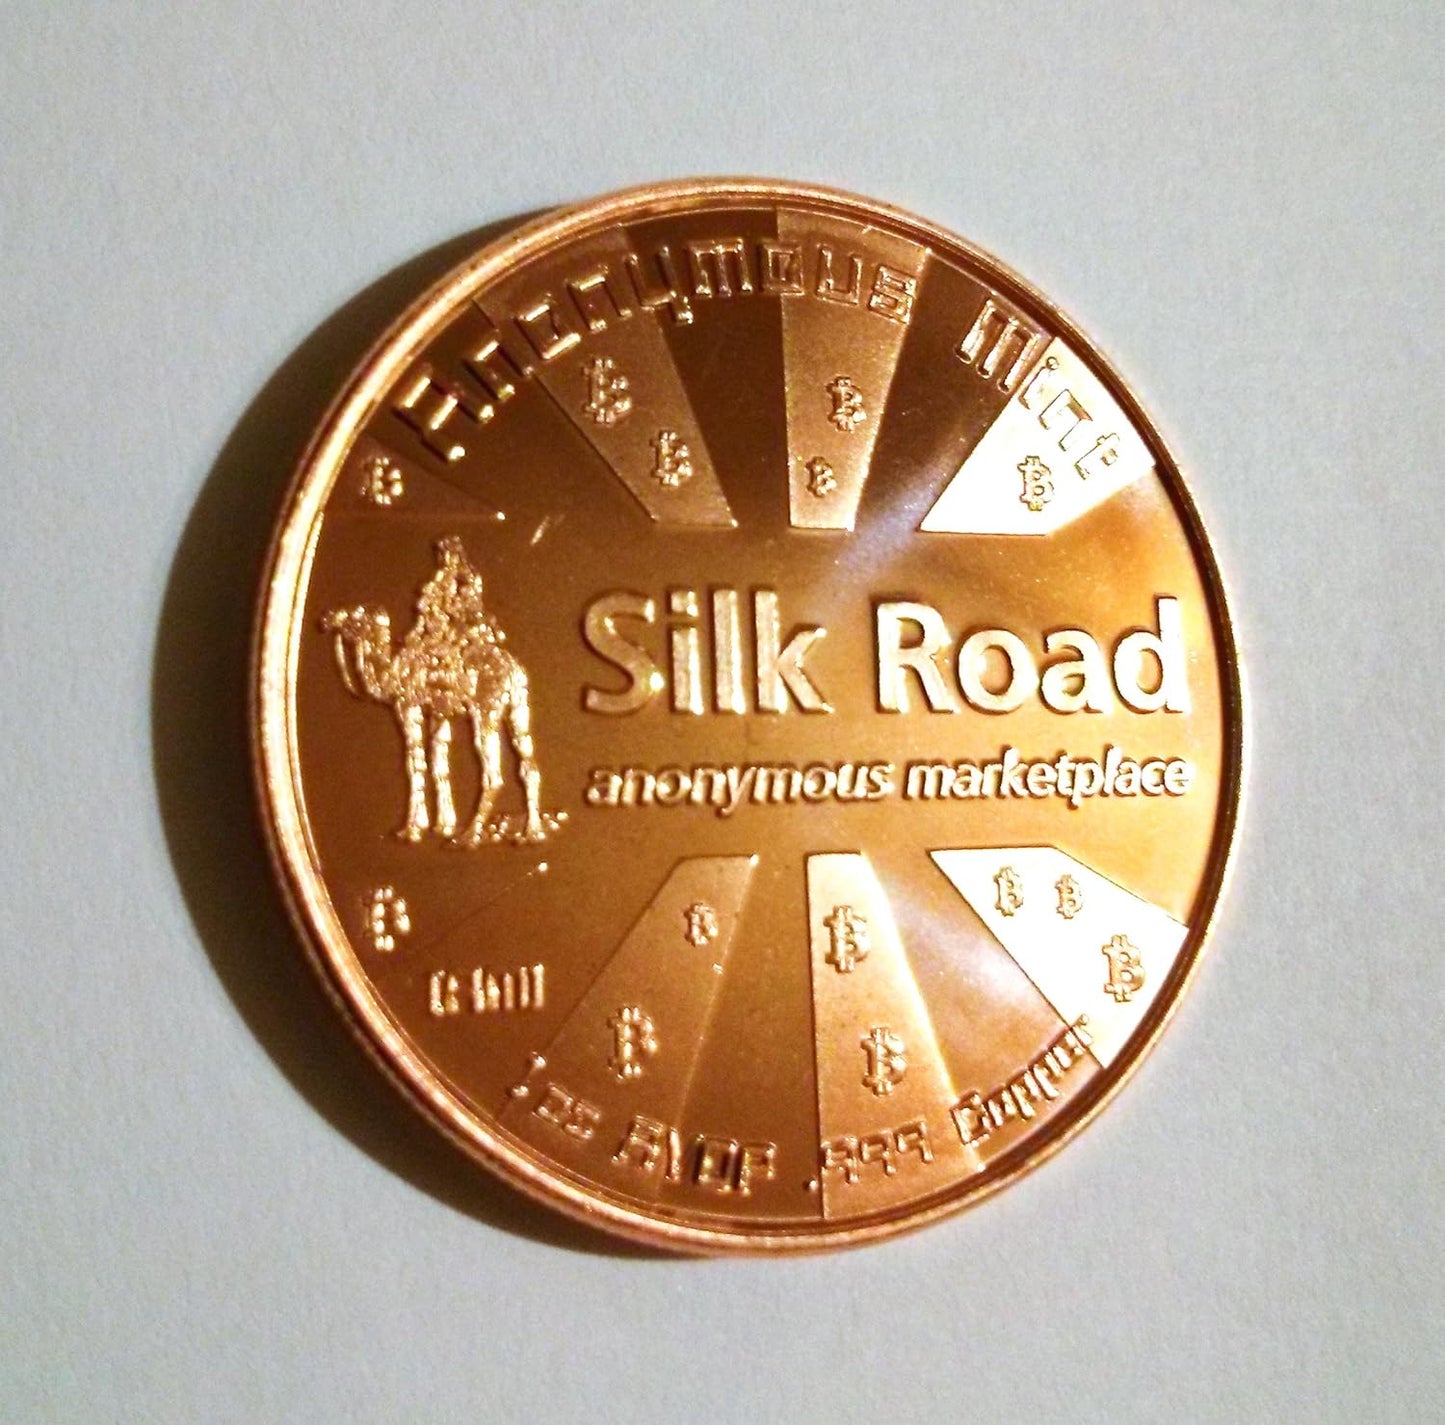 Anonymous Mint
Silk Road
anonymous marketplace
1 oz AVDP .999 Copper